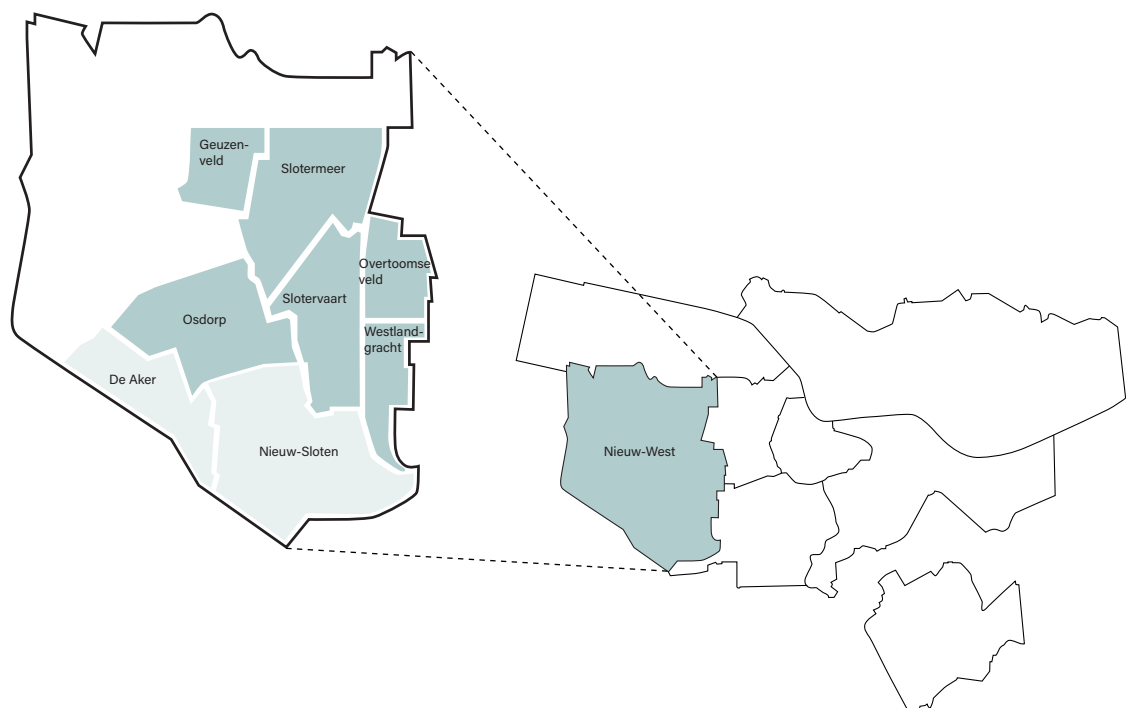 Geuzen-
veld
Slotermeer
Overtoomse
veld
Slotervaart
Osdorp
Westland-
gracht
De Aker
Nieuw-Sloten
Nieuw-West